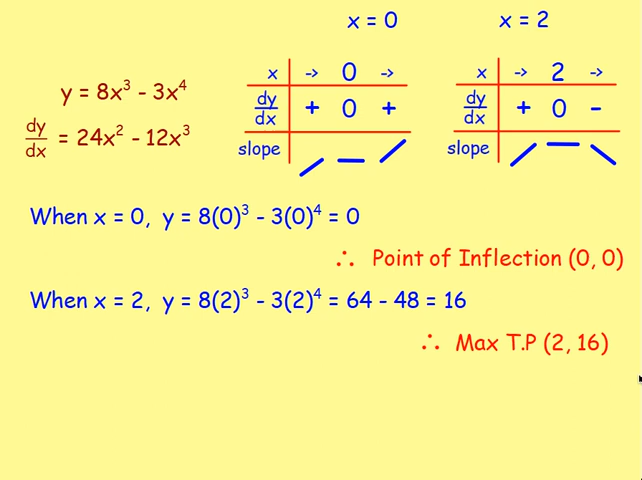 x = 0
x = 2
y = 8x³ - 3x⁴
dy/dx = 24x² - 12x³
x -> 0 ->
dy/dx + 0 +
slope
x -> 2 ->
dy/dx + 0 -
slope
When x = 0, y = 8(0)³ - 3(0)⁴ = 0
∴ Point of Inflection (0, 0)
When x = 2, y = 8(2)³ - 3(2)⁴ = 64 - 48 = 16
∴ Max T.P (2, 16)